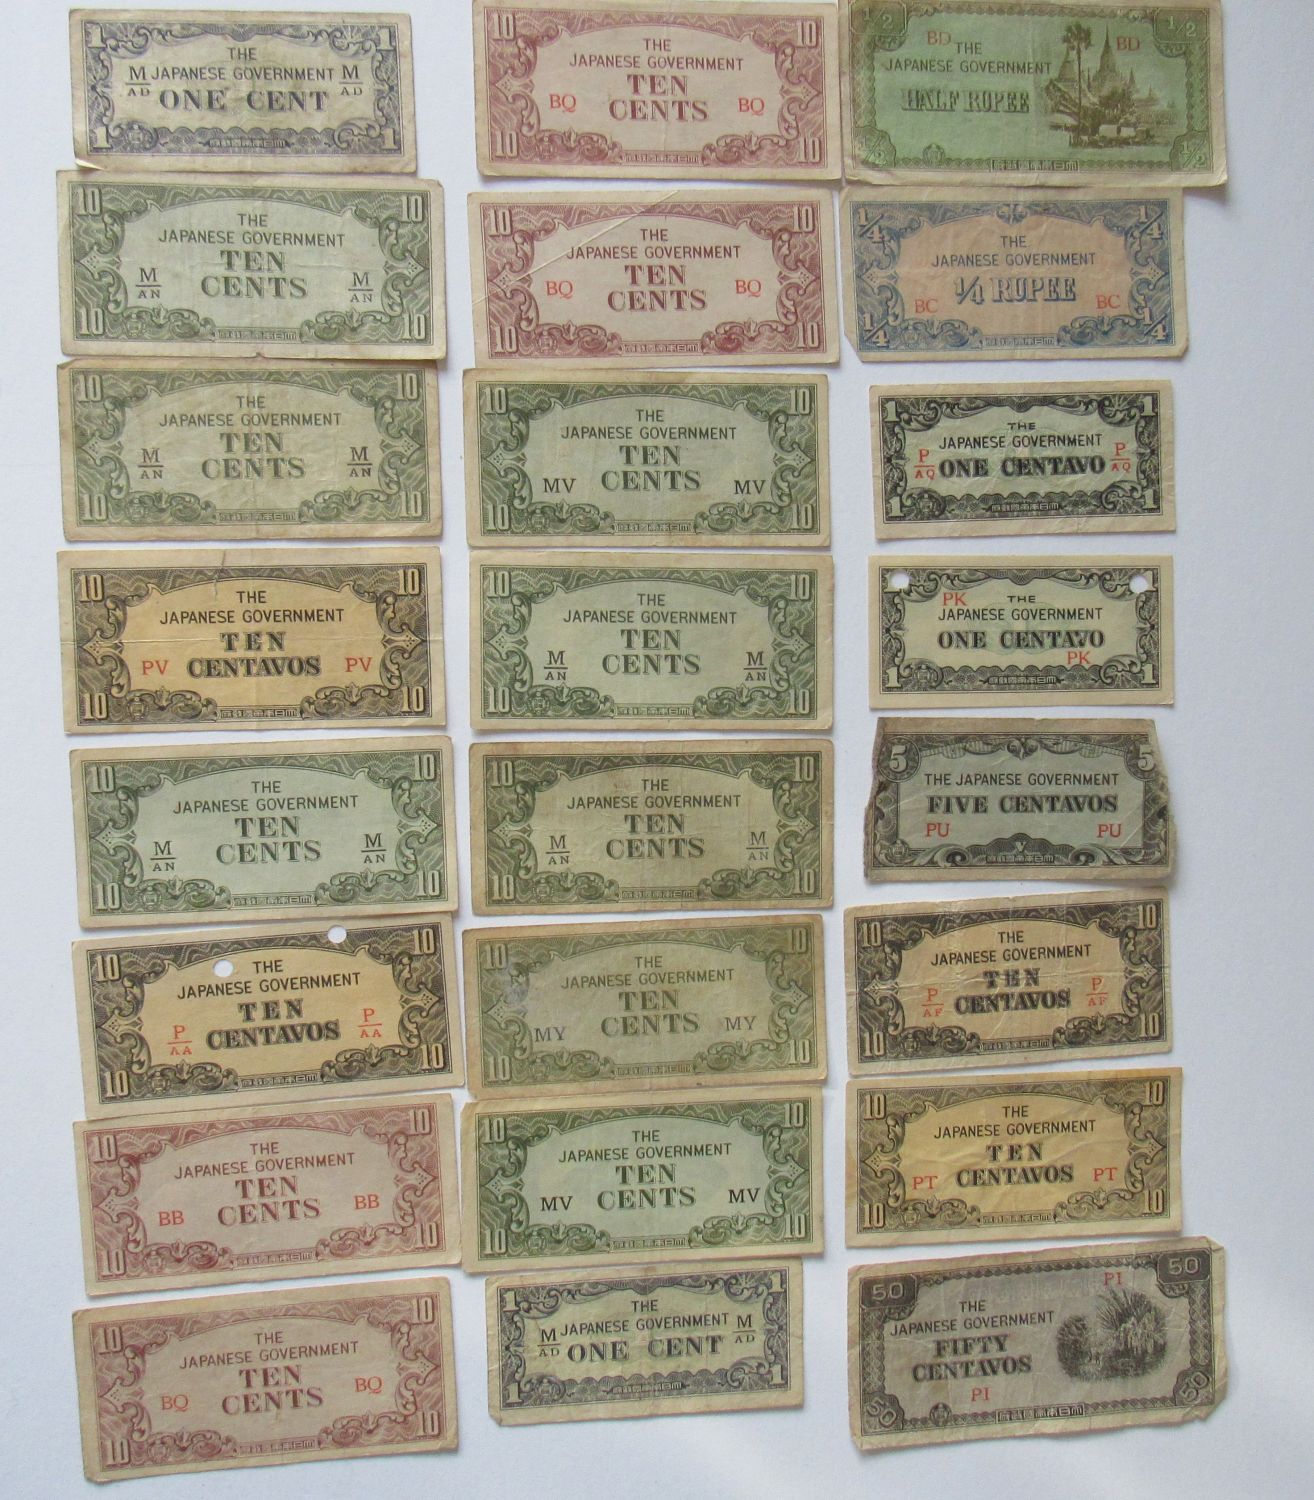 1 1
THE
M JAPANESE GOVERNMENT M
AD ONE CENT AD
1 1
10 10
THE
JAPANESE GOVERNMENT
TEN
M CENTS M
AN AN
10 10
10 10
THE
JAPANESE GOVERNMENT
TEN
M CENTS M
AN AN
10 10
10 10
THE
JAPANESE GOVERNMENT
TEN
PV CENTAVOS PV
10 10
10 10
THE
JAPANESE GOVERNMENT
TEN
M CENTS M
AN AN
10 10
10 10
THE
JAPANESE GOVERNMENT
TEN
P CENTAVOS P
AA AA
10 10
10 10
THE
JAPANESE GOVERNMENT
TEN
BB CENTS BB
10 10
10 10
THE
JAPANESE GOVERNMENT
TEN
BQ CENTS BQ
10 10
10 10
THE
JAPANESE GOVERNMENT
TEN
BQ CENTS BQ
10 10
10 10
THE
JAPANESE GOVERNMENT
TEN
BQ CENTS BQ
10 10
10 10
THE
JAPANESE GOVERNMENT
TEN
MV CENTS MV
10 10
10 10
THE
JAPANESE GOVERNMENT
TEN
M CENTS M
AN AN
10 10
10 10
THE
JAPANESE GOVERNMENT
TEN
M CENTS M
AN AN
10 10
10 10
THE
JAPANESE GOVERNMENT
TEN
MY CENTS MY
10 10
10 10
THE
JAPANESE GOVERNMENT
TEN
MV CENTS MV
10 10
1 1
THE
M JAPANESE GOVERNMENT M
AD ONE CENT AD
1 1
1/2 1/2
BD THE BD
JAPANESE GOVERNMENT
HALF RUPEE
1/2 1/2
1/4 1/4
THE
JAPANESE GOVERNMENT
1/4 RUPEE
BC BC
1/4 1/4
1 1
THE
JAPANESE GOVERNMENT
P ONE CENTAVO P
AQ AQ
1 1
1
PK THE
JAPANESE GOVERNMENT
ONE CENTAVO
PK
1 1
5 5
THE JAPANESE GOVERNMENT
FIVE CENTAVOS
PU PU
V
10 10
THE
JAPANESE GOVERNMENT
TEN
P CENTAVOS P
AF AF
10 10
10 10
THE
JAPANESE GOVERNMENT
TEN
PT CENTAVOS PT
10 10
50 PI 50
THE
JAPANESE GOVERNMENT
FIFTY
CENTAVOS
PI
50 50